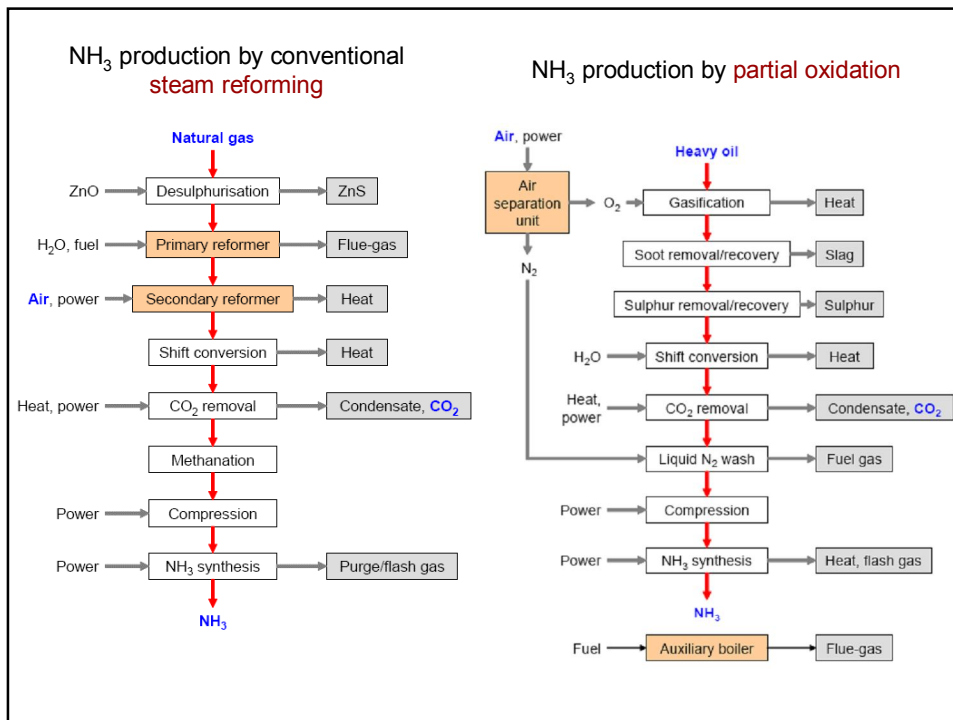 NH₃ production by conventional
steam reforming
Natural gas
ZnO
Desulphurisation
ZnS
H₂O, fuel
Primary reformer
Flue-gas
Air, power
Secondary reformer
Heat
Shift conversion
Heat
Heat, power
CO₂ removal
Condensate, CO₂
Methanation
Power
Compression
Power
NH₃ synthesis
Purge/flash gas
NH₃
NH₃ production by partial oxidation
Air, power
Heavy oil
Air
separation
unit
O₂
Gasification
Heat
N₂
Soot removal/recovery
Slag
Sulphur removal/recovery
Sulphur
H₂O
Shift conversion
Heat
Heat,
power
CO₂ removal
Condensate, CO₂
Liquid N₂ wash
Fuel gas
Power
Compression
Power
NH₃ synthesis
Heat, flash gas
NH₃
Fuel
Auxiliary boiler
Flue-gas